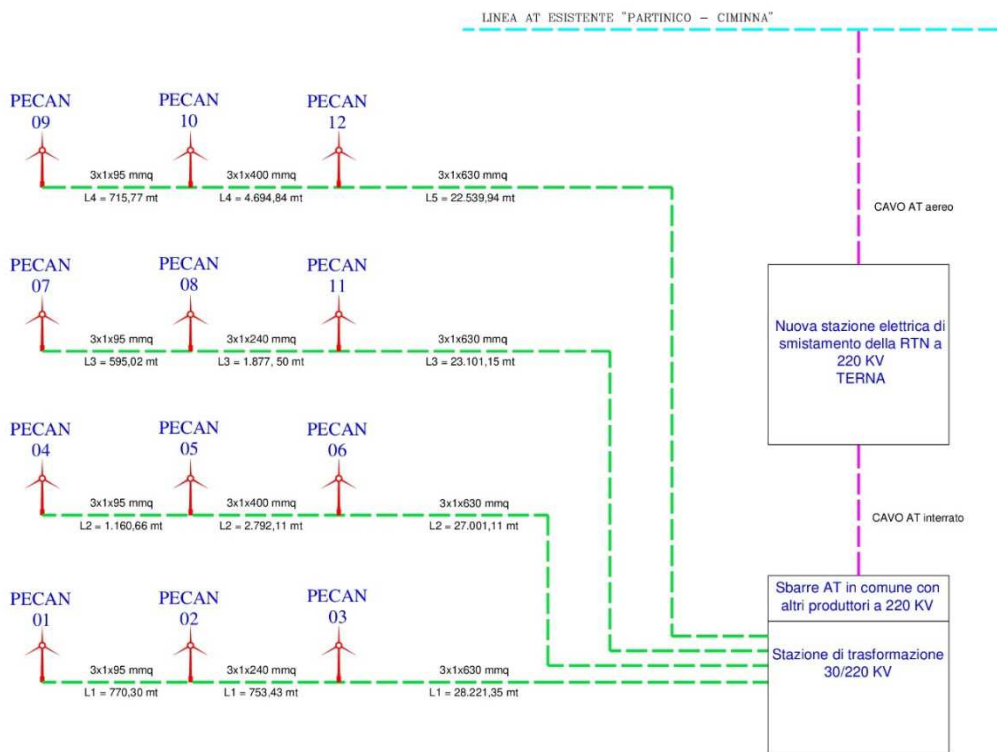 LINEA AT ESISTENTE "PARTINICO – CIMINNA"
PECAN
09
PECAN
10
PECAN
12
3x1x95 mmq
3x1x400 mmq
3x1x630 mmq
L4 = 715,77 mt
L4 = 4.694,84 mt
L5 = 22.539,94 mt
CAVO AT aereo
PECAN
07
PECAN
08
PECAN
11
3x1x95 mmq
3x1x240 mmq
3x1x630 mmq
L3 = 595,02 mt
L3 = 1.877, 50 mt
L3 = 23.101,15 mt
Nuova stazione elettrica di
smistamento della RTN a
220 KV
TERNA
PECAN
04
PECAN
05
PECAN
06
3x1x95 mmq
3x1x400 mmq
3x1x630 mmq
L2 = 1.160,66 mt
L2 = 2.792,11 mt
L2 = 27.001,11 mt
CAVO AT interrato
Sbarre AT in comune con
altri produttori a 220 KV
PECAN
01
PECAN
02
PECAN
03
3x1x95 mmq
3x1x240 mmq
3x1x630 mmq
L1 = 770,30 mt
L1 = 753,43 mt
L1 = 28.221,35 mt
Stazione di trasformazione
30/220 KV